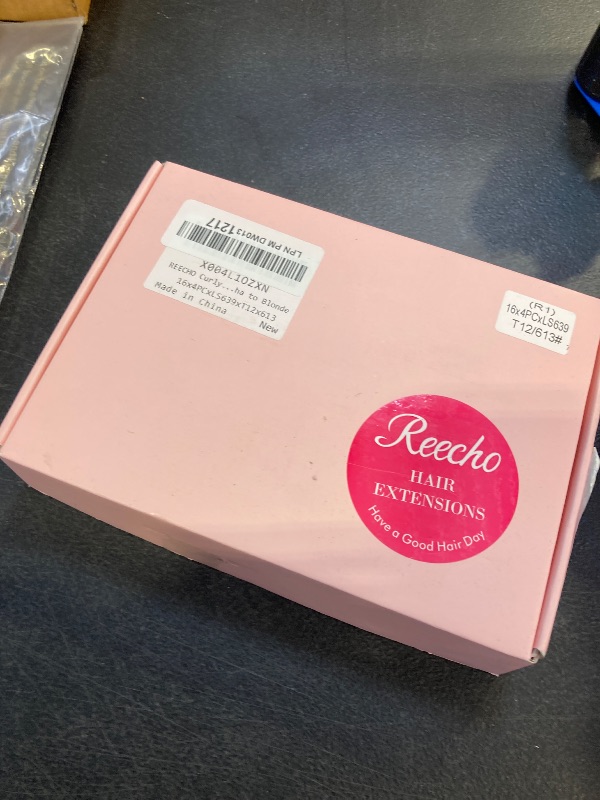 LPN PM DW0131217
X004L1OZXN
REECHO Curly...ha to Blonde
16x4PCxLS639xT12x613
Made in China
New
(R1)
16x4PCxLS639
T12/613#
Reecho
HAIR
EXTENSIONS
Have a Good Hair Day